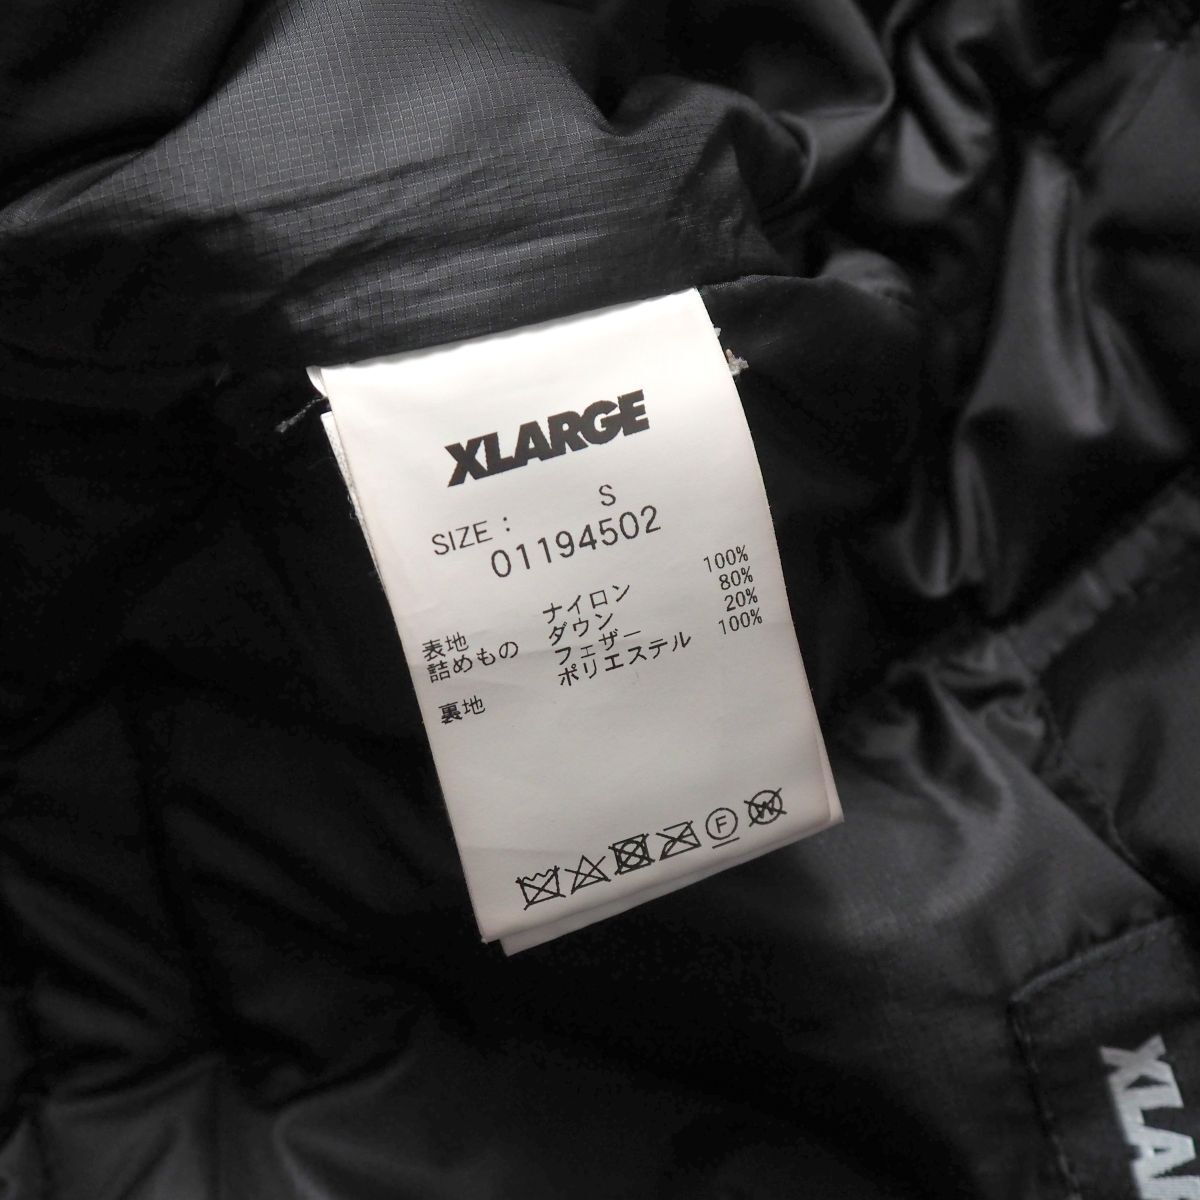 XLARGE
SIZE: S
01194502
表地 ナイロン 100%
詰めもの ダウン 80%
フェザー 20%
裏地 ポリエステル 100%
F
W
XLA